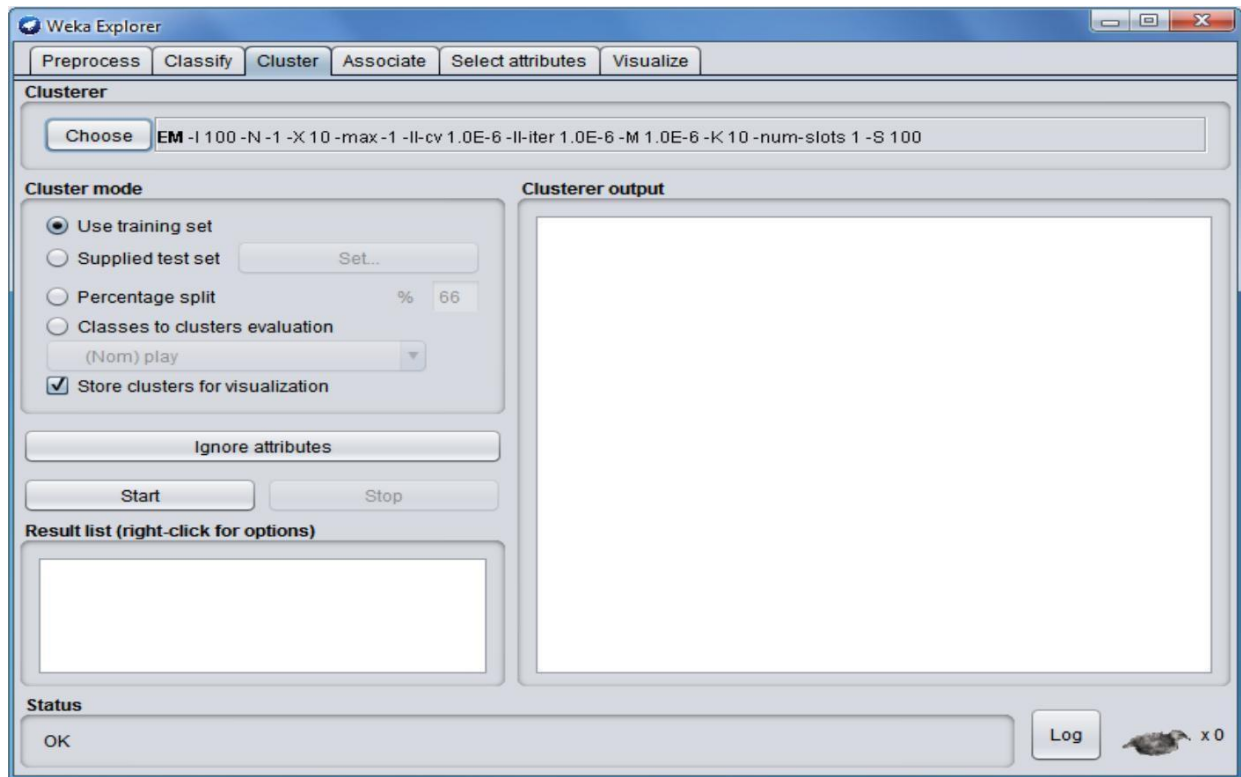 Weka Explorer
Preprocess Classify Cluster Associate Select attributes Visualize
Clusterer
Choose EM -I 100 -N -1 -X 10 -max -1 -ll-cv 1.0E-6 -ll-iter 1.0E-6 -M 1.0E-6 -K 10 -num-slots 1 -S 100
Cluster mode
Use training set
Supplied test set Set...
Percentage split % 66
Classes to clusters evaluation
(Nom) play
Store clusters for visualization
Ignore attributes
Start Stop
Result list (right-click for options)
Clusterer output
Status
OK
Log x 0